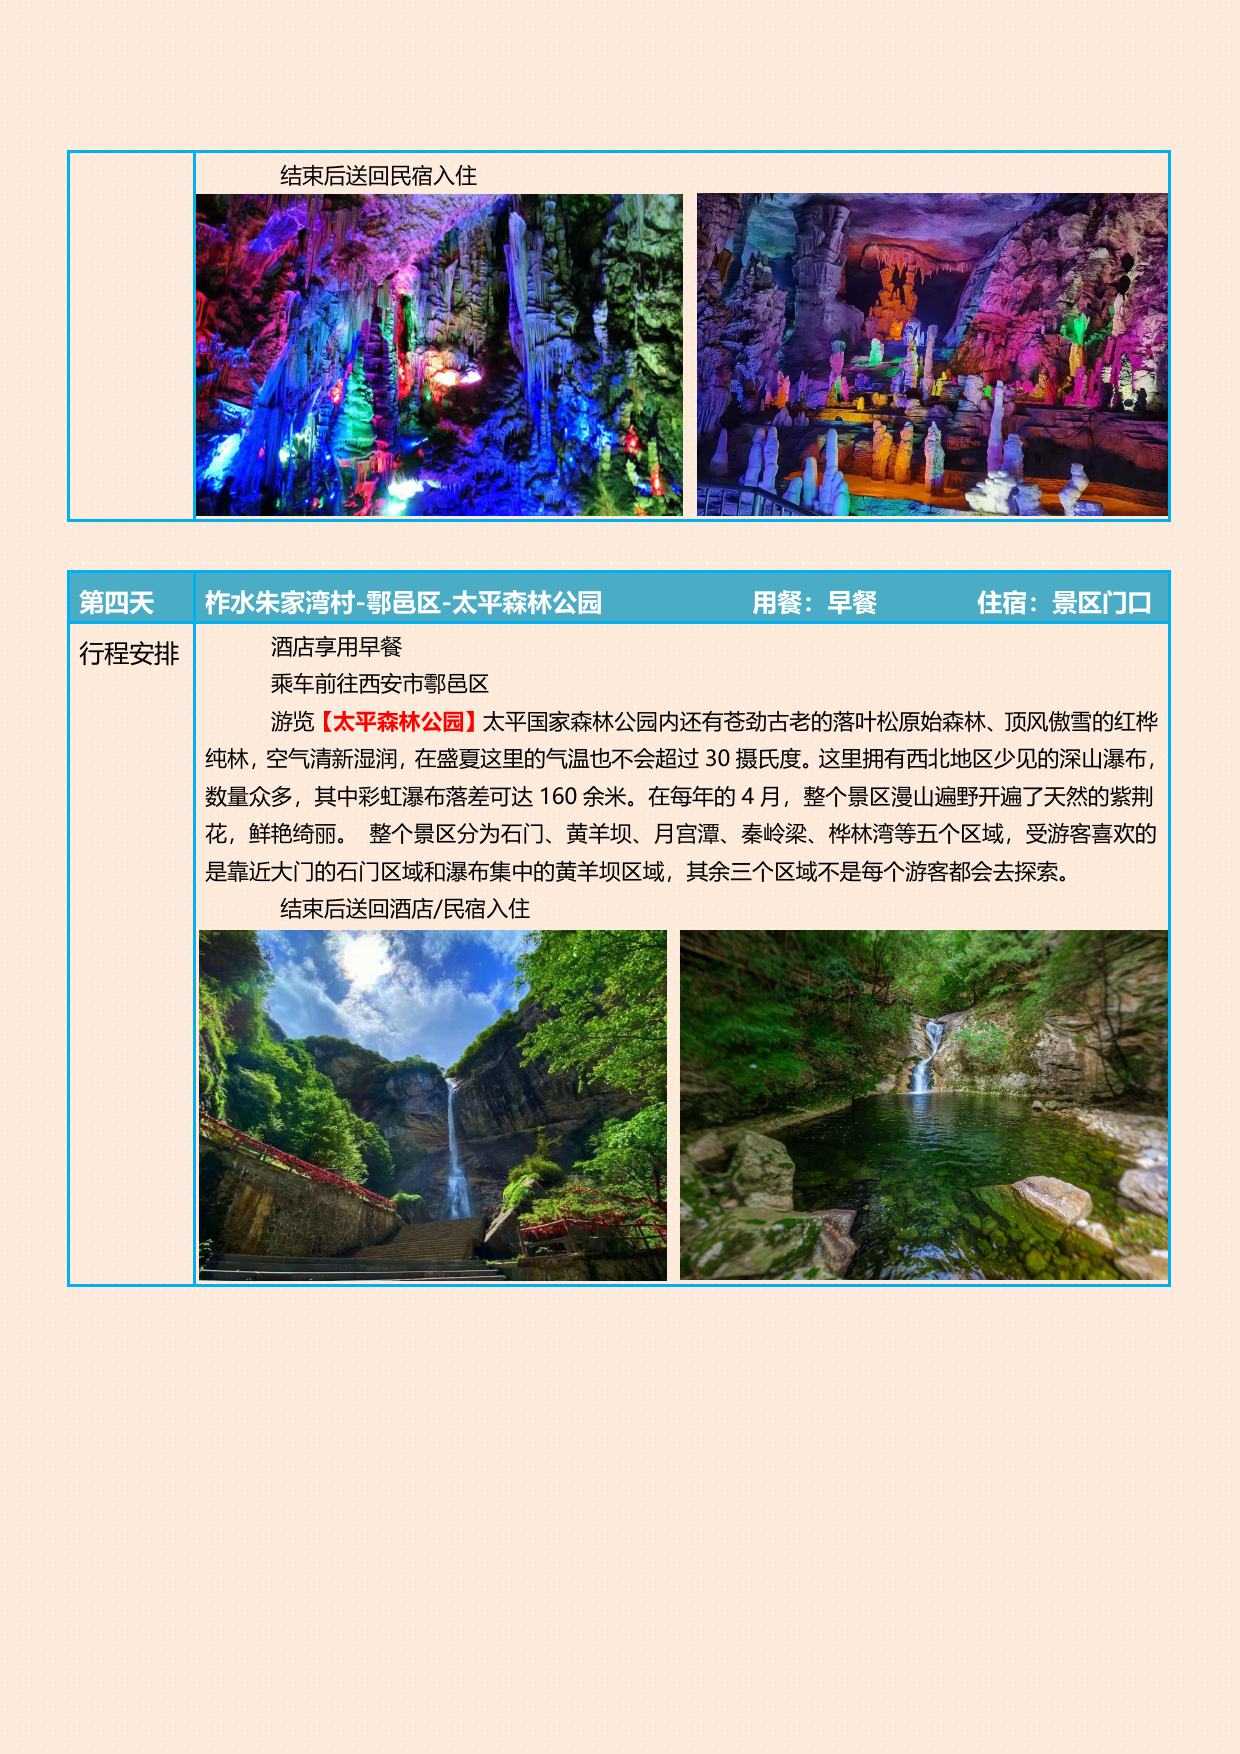 结束后送回民宿入住
第四天 柞水朱家湾村-鄠邑区-太平森林公园 用餐：早餐 住宿：景区门口
行程安排
酒店享用早餐
乘车前往西安市鄠邑区
游览【太平森林公园】太平国家森林公园内还有苍劲古老的落叶松原始森林、顶风傲雪的红桦
纯林，空气清新湿润，在盛夏这里的气温也不会超过 30 摄氏度。这里拥有西北地区少见的深山瀑布，
数量众多，其中彩虹瀑布落差可达 160 余米。在每年的 4 月，整个景区漫山遍野开遍了天然的紫荆
花，鲜艳绮丽。 整个景区分为石门、黄羊坝、月宫潭、秦岭梁、桦林湾等五个区域，受游客喜欢的
是靠近大门的石门区域和瀑布集中的黄羊坝区域，其余三个区域不是每个游客都会去探索。
结束后送回酒店/民宿入住